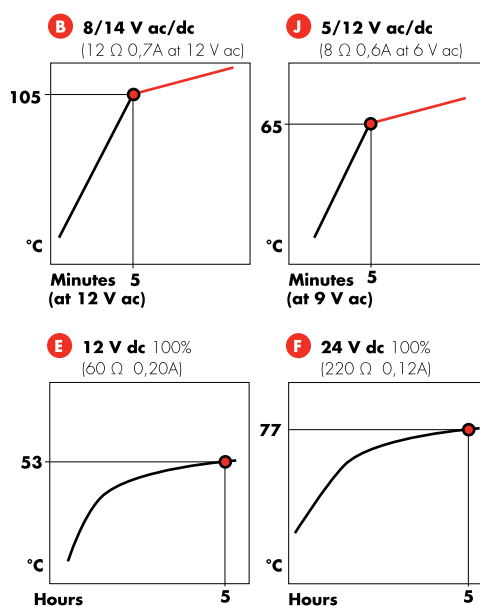 B 8/14 V ac/dc
(12 Ω 0,7A at 12 V ac)
105
°C
Minutes 5
(at 12 V ac)
J 5/12 V ac/dc
(8 Ω 0,6A at 6 V ac)
65
°C
Minutes 5
(at 9 V ac)
E 12 V dc 100%
(60 Ω 0,20A)
53
°C
Hours 5
F 24 V dc 100%
(220 Ω 0,12A)
77
°C
Hours 5